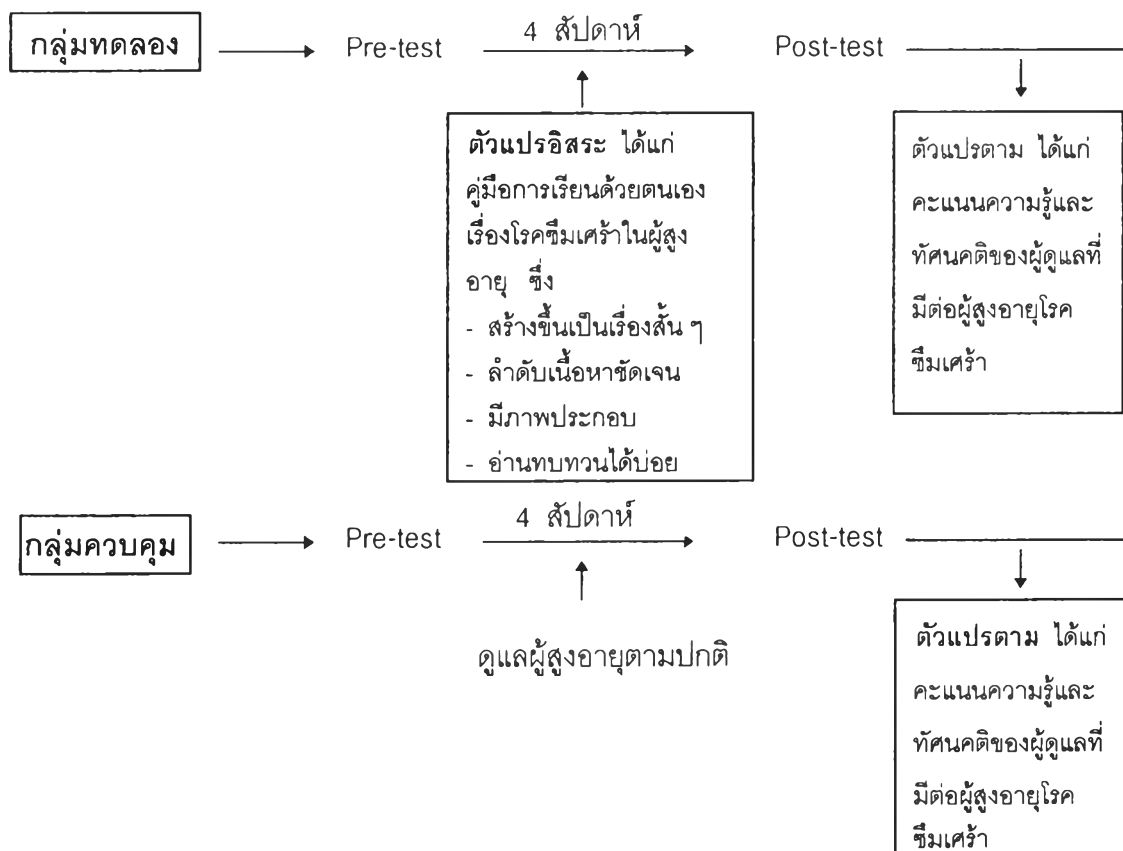 4 สัปดาห์
กลุ่มทดลอง Pre-test Post-test
ตัวแปรอิสระ ได้แก่
คู่มือการเรียนด้วยตนเอง
เรื่องโรคซึมเศร้าในผู้สูง
อายุ ซึ่ง
- สร้างขึ้นเป็นเรื่องสั้น ๆ
- ลำดับเนื้อหาชัดเจน
- มีภาพประกอบ
- อ่านทบทวนได้บ่อย
ตัวแปรตาม ได้แก่
คะแนนความรู้และ
ทัศนคติของผู้ดูแลที่
มีต่อผู้สูงอายุโรค
ซึมเศร้า
4 สัปดาห์
กลุ่มควบคุม Pre-test Post-test
ดูแลผู้สูงอายุตามปกติ
ตัวแปรตาม ได้แก่
คะแนนความรู้และ
ทัศนคติของผู้ดูแลที่
มีต่อผู้สูงอายุโรค
ซึมเศร้า